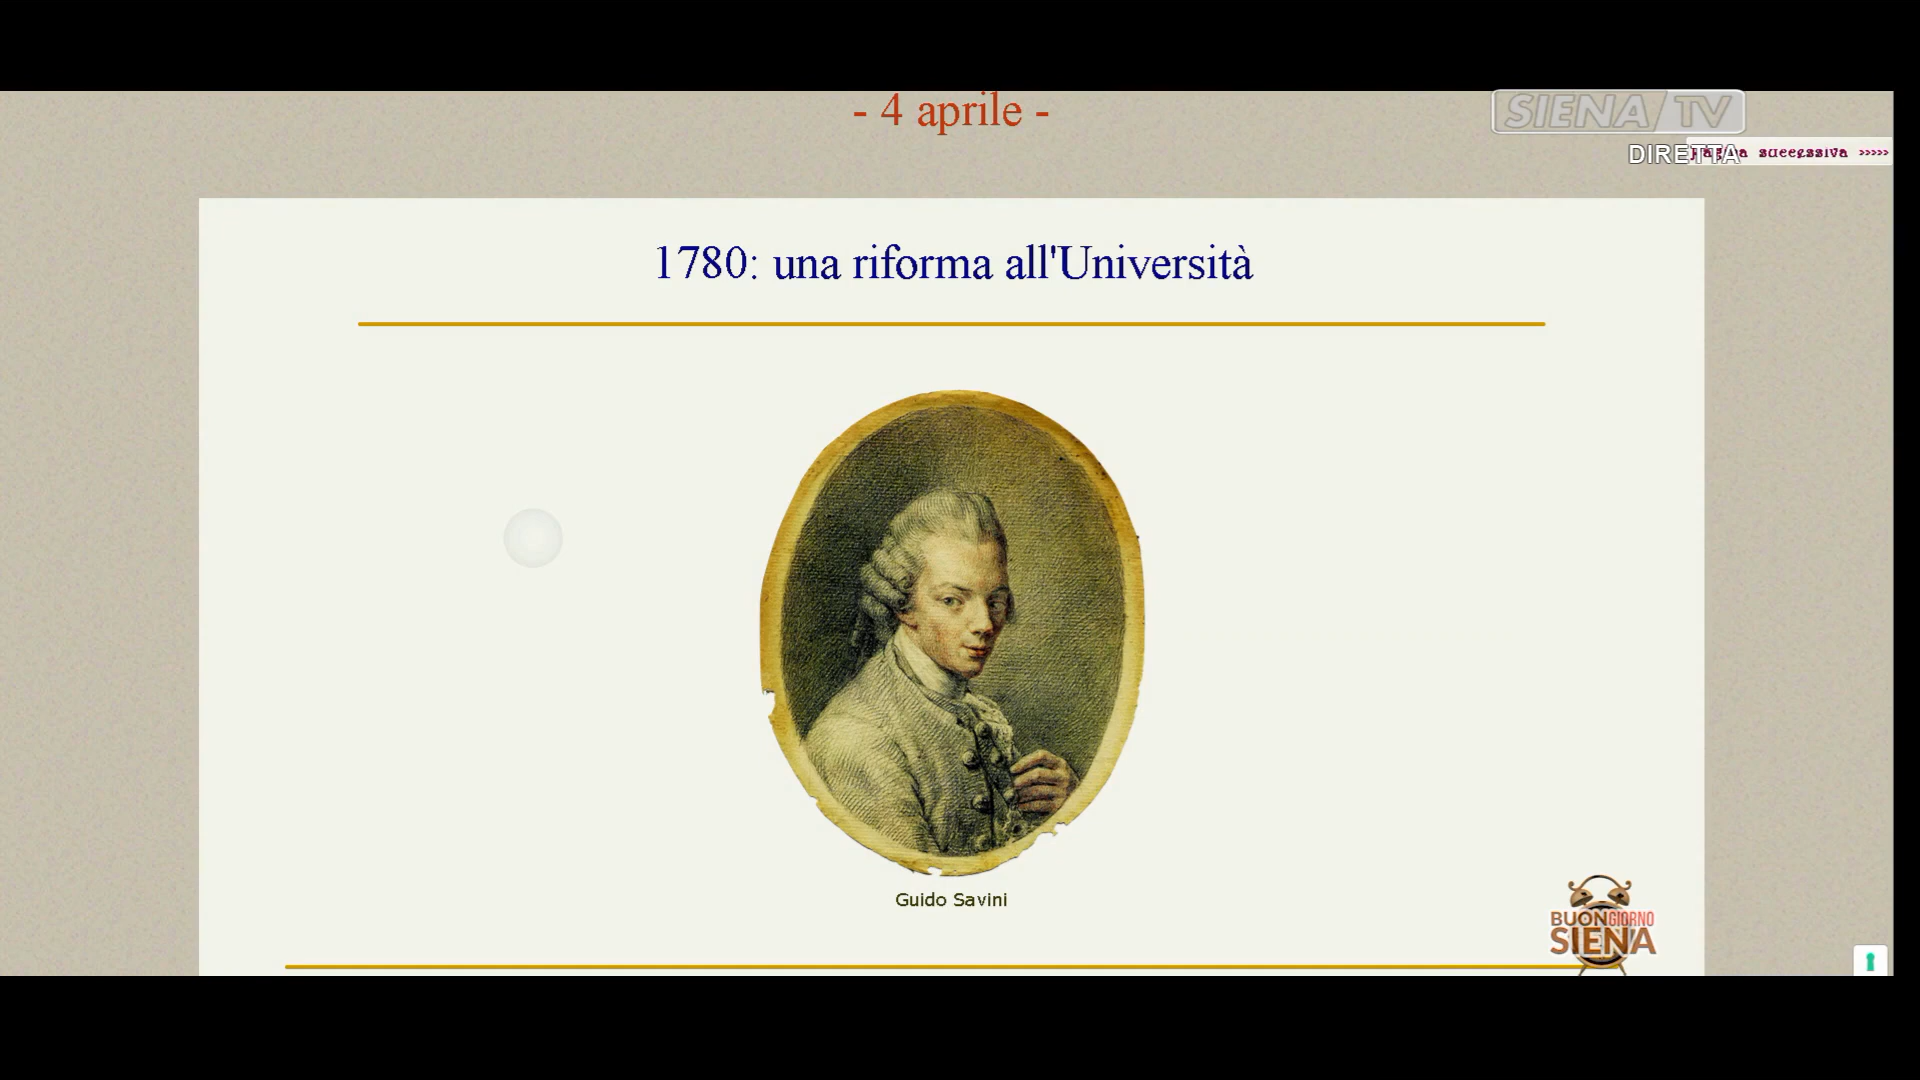 - 4 aprile -
SIENA TV
DIRETTA
successiva >>>>>
1780: una riforma all'Università
Guido Savini
BUONGIORNO
SIENA